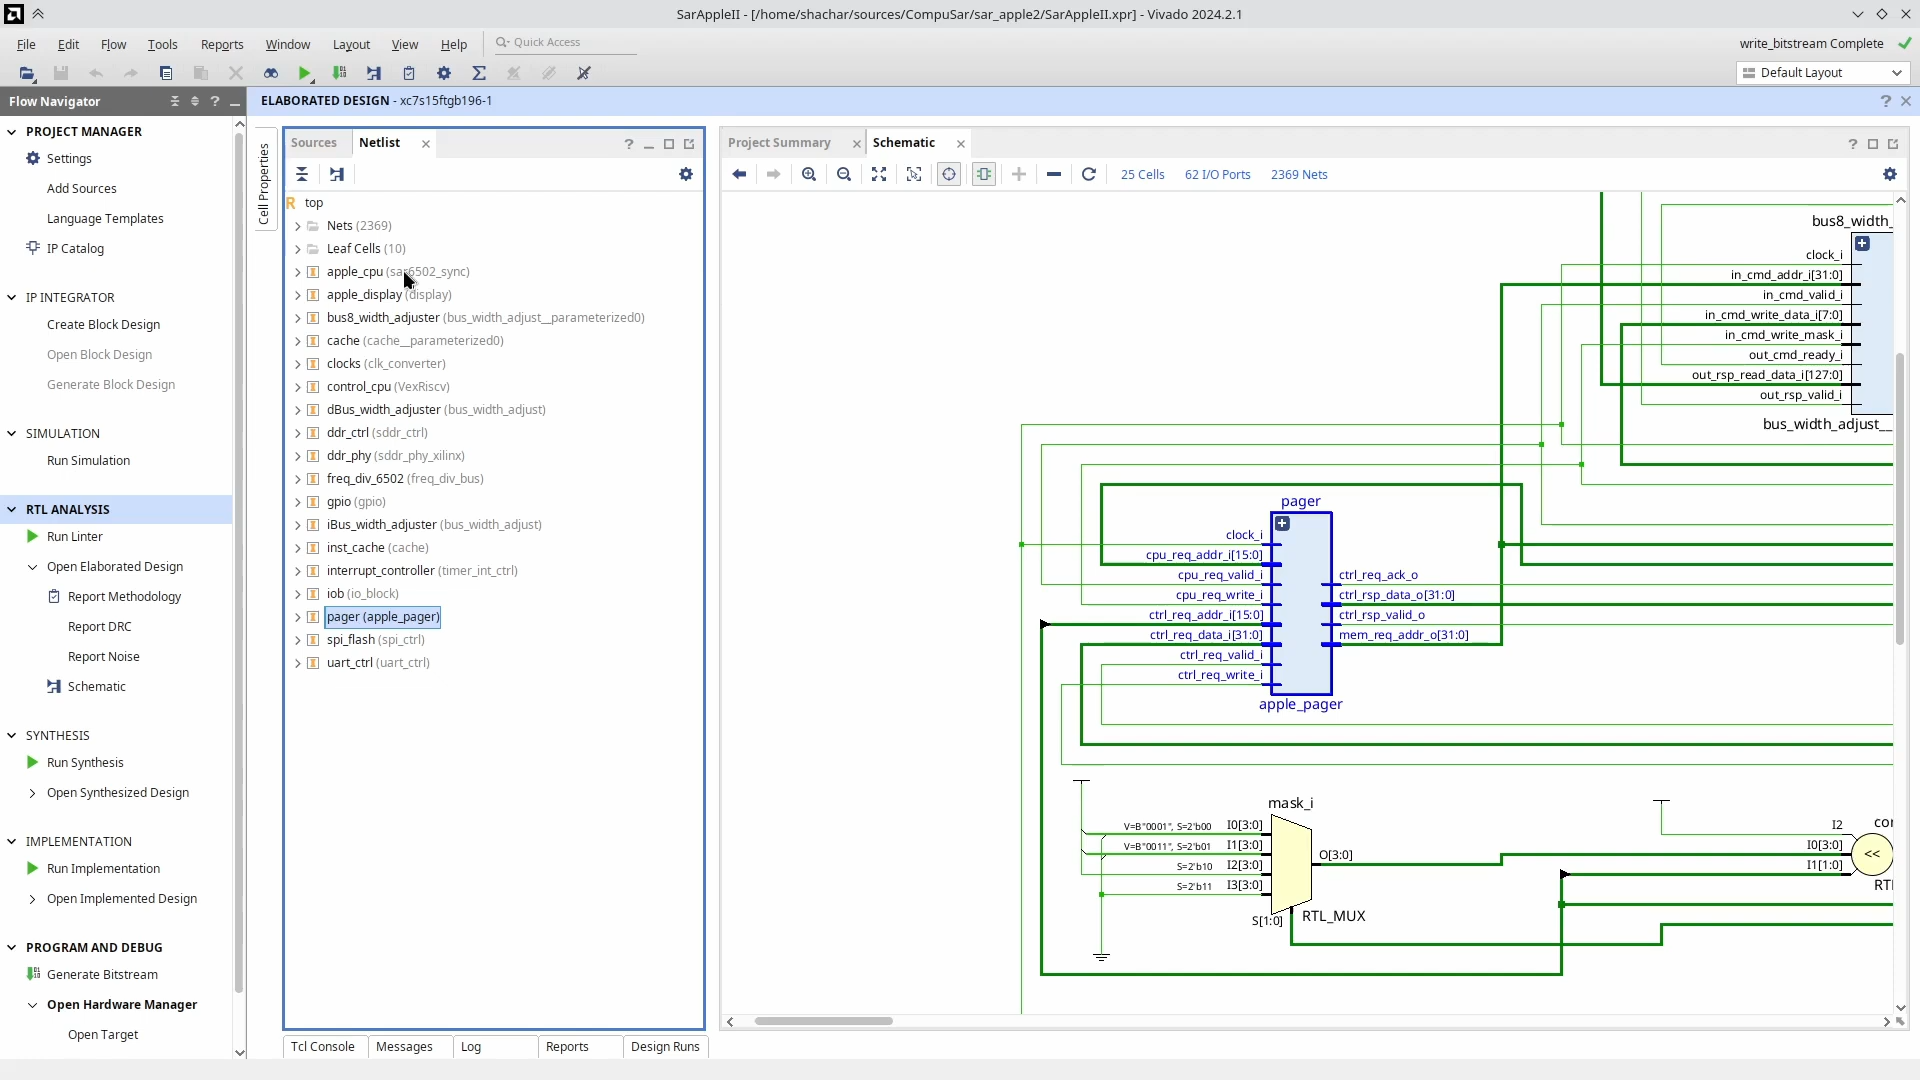 SarAppleII - [/home/shachar/sources/CompuSar/sar_apple2/SarAppleII.xpr] - Vivado 2024.2.1
File Edit Flow Tools Reports Window Layout View Help Quick Access
write_bitstream Complete
Default Layout
Flow Navigator
PROJECT MANAGER
Settings
Add Sources
Language Templates
IP Catalog
IP INTEGRATOR
Create Block Design
Open Block Design
Generate Block Design
SIMULATION
Run Simulation
RTL ANALYSIS
Run Linter
Open Elaborated Design
Report Methodology
Report DRC
Report Noise
Schematic
SYNTHESIS
Run Synthesis
Open Synthesized Design
IMPLEMENTATION
Run Implementation
Open Implemented Design
PROGRAM AND DEBUG
Generate Bitstream
Open Hardware Manager
Open Target
ELABORATED DESIGN - xc7s15ftgb196-1
Cell Properties
Sources Netlist
top
Nets (2369)
Leaf Cells (10)
apple_cpu (sar6502_sync)
apple_display (display)
bus8_width_adjuster (bus_width_adjust__parameterized0)
cache (cache__parameterized0)
clocks (clk_converter)
control_cpu (VexRiscv)
dBus_width_adjuster (bus_width_adjust)
ddr_ctrl (sddr_ctrl)
ddr_phy (sddr_phy_xilinx)
freq_div_6502 (freq_div_bus)
gpio (gpio)
iBus_width_adjuster (bus_width_adjust)
inst_cache (cache)
interrupt_controller (timer_int_ctrl)
iob (io_block)
pager (apple_pager)
spi_flash (spi_ctrl)
uart_ctrl (uart_ctrl)
Tcl Console Messages Log Reports Design Runs
Project Summary Schematic
25 Cells 62 I/O Ports 2369 Nets
bus8_width_
clock_i
in_cmd_addr_i[31:0]
in_cmd_valid_i
in_cmd_write_data_i[7:0]
in_cmd_write_mask_i
out_cmd_ready_i
out_rsp_read_data_i[127:0]
out_rsp_valid_i
bus_width_adjust__
pager
clock_i
cpu_req_addr_i[15:0]
cpu_req_valid_i
cpu_req_write_i
ctrl_req_addr_i[15:0]
ctrl_req_data_i[31:0]
ctrl_req_valid_i
ctrl_req_write_i
ctrl_req_ack_o
ctrl_rsp_data_o[31:0]
ctrl_rsp_valid_o
mem_req_addr_o[31:0]
apple_pager
mask_i
V=B"0001", S=2'b00 I0[3:0]
V=B"0011", S=2'b01 I1[3:0]
S=2'b10 I2[3:0]
S=2'b11 I3[3:0]
S[1:0]
O[3:0]
RTL_MUX
I2
I0[3:0]
I1[1:0]
<<